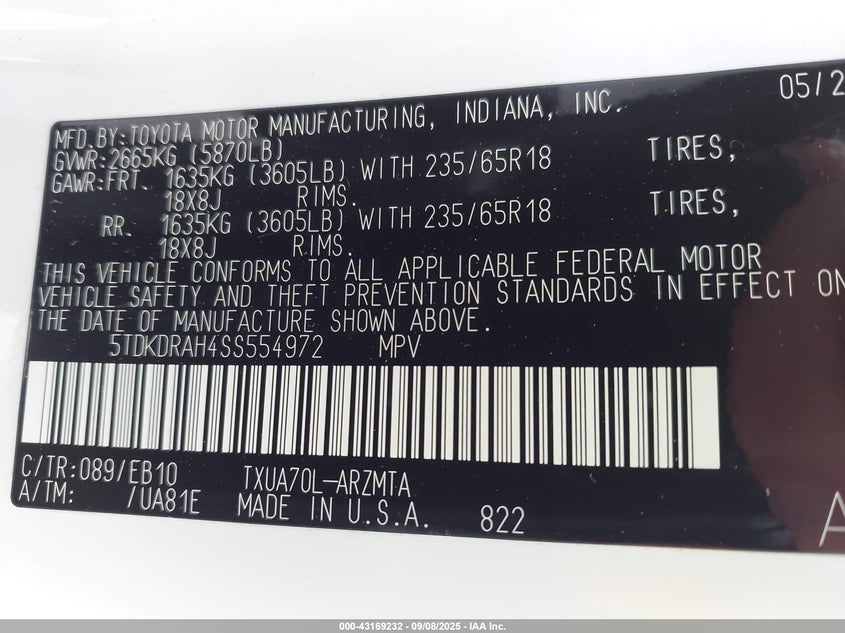 05/2
MFD.BY:TOYOTA MOTOR MANUFACTURING, INDIANA, INC.
GVWR:2665KG (5870LB)
GAWR:FRT. 1635KG (3605LB) WITH 235/65R18 TIRES,
18X8J RIMS.
RR. 1635KG (3605LB) WITH 235/65R18 TIRES,
18X8J RIMS.
THIS VEHICLE CONFORMS TO ALL APPLICABLE FEDERAL MOTOR
VEHICLE SAFETY AND THEFT PREVENTION STANDARDS IN EFFECT ON
THE DATE OF MANUFACTURE SHOWN ABOVE.
5TDKDRAH4SS554972 MPV
C/TR:089/EB10 TXUA70L-ARZMTA
A/TM: /UA81E MADE IN U.S.A. 822
A
000-43169232 - 09/08/2025 - IAA Inc.